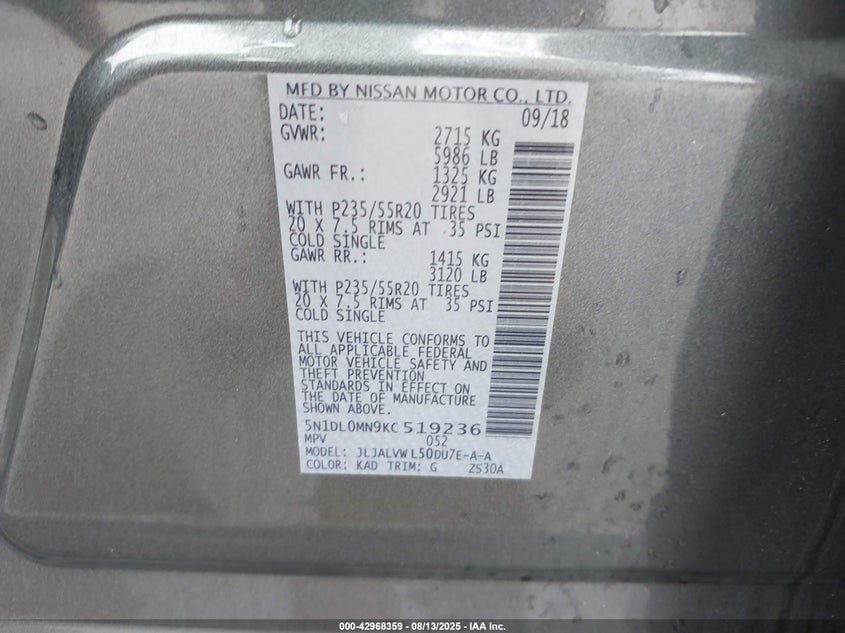 MFD BY NISSAN MOTOR CO., LTD.
DATE: 09/18
GVWR: 2715 KG
5986 LB
GAWR FR.: 1325 KG
2921 LB
WITH P235/55R20 TIRES
20 X 7.5 RIMS AT 35 PSI
COLD SINGLE
GAWR RR.: 1415 KG
3120 LB
WITH P235/55R20 TIRES
20 X 7.5 RIMS AT 35 PSI
COLD SINGLE
THIS VEHICLE CONFORMS TO
ALL APPLICABLE FEDERAL
MOTOR VEHICLE SAFETY AND
THEFT PREVENTION
STANDARDS IN EFFECT ON
THE DATE OF MANUFACTURE
SHOWN ABOVE.
5N1DL0MN9KC519236
MPV 052
MODEL: JLJALVWL50DU7E-A-A
COLOR: KAD TRIM: G ZS30A
000-42968359 - 08/13/2025 - IAA Inc.